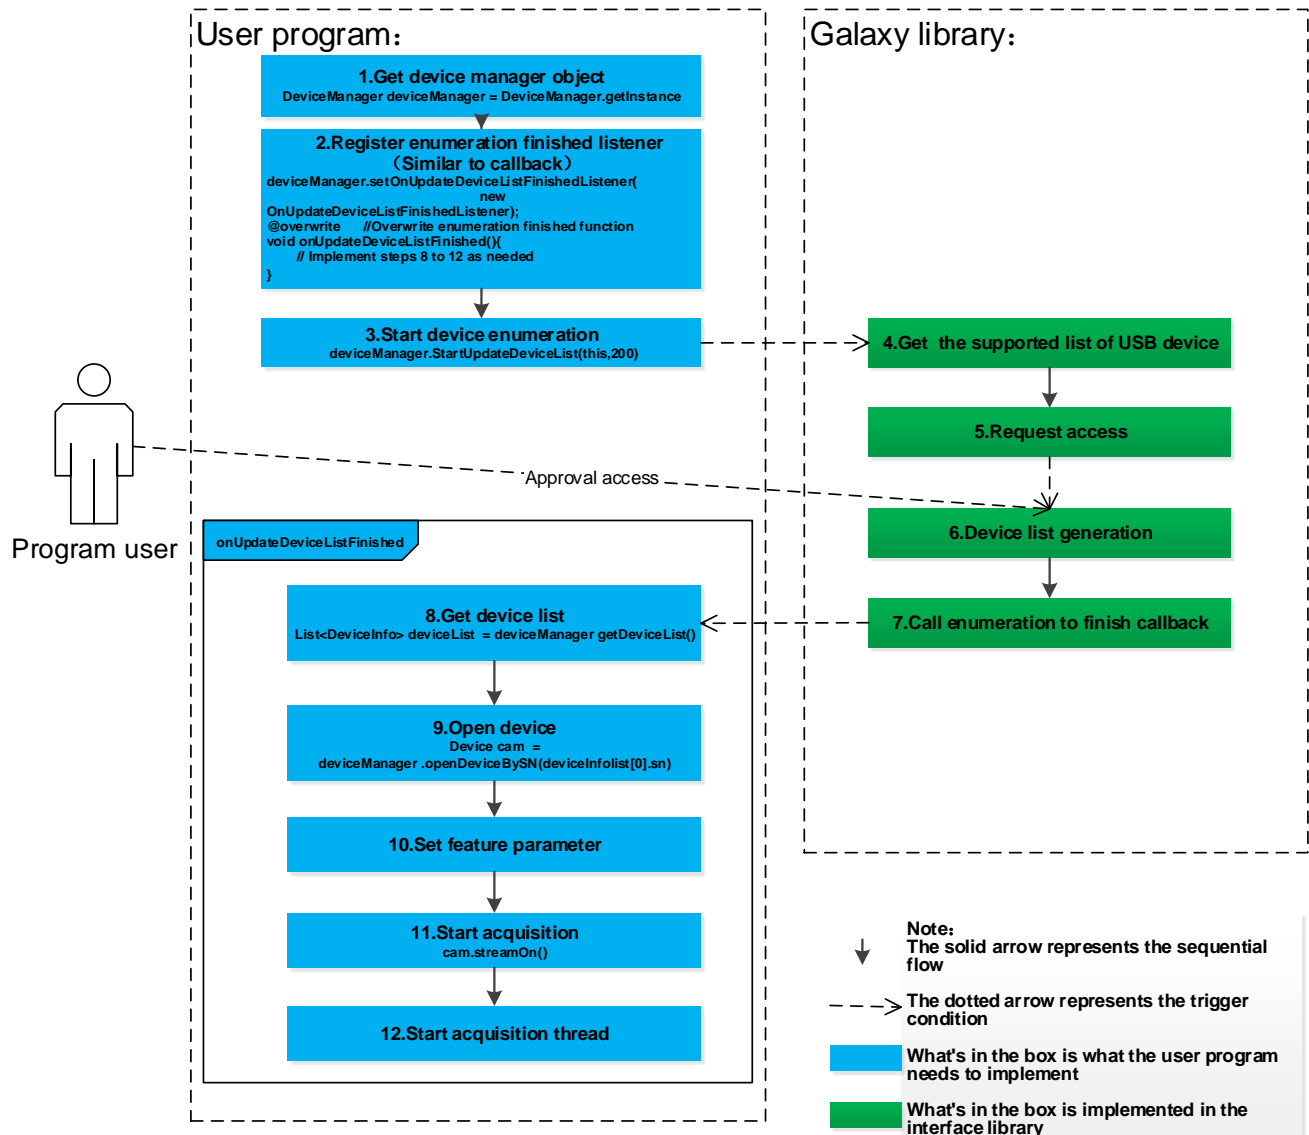 User program：
1.Get device manager object
DeviceManager deviceManager = DeviceManager.getInstance
2.Register enumeration finished listener
（Similar to callback）
deviceManager.setOnUpdateDeviceListFinishedListener(
new
OnUpdateDeviceListFinishedListener);
@overwrite //Overwrite enumeration finished function
void onUpdateDeviceListFinished(){
// Implement steps 8 to 12 as needed
}
3.Start device enumeration
deviceManager.StartUpdateDeviceList(this,200)
Galaxy library：
4.Get the supported list of USB device
5.Request access
Approval access
6.Device list generation
7.Call enumeration to finish callback
Program user
onUpdateDeviceListFinished
8.Get device list
List<DeviceInfo> deviceList = deviceManager getDeviceList()
9.Open device
Device cam =
deviceManager .openDeviceBySN(deviceInfolist[0].sn)
10.Set feature parameter
11.Start acquisition
cam.streamOn()
12.Start acquisition thread
Note：
The solid arrow represents the sequential
flow
The dotted arrow represents the trigger
condition
What's in the box is what the user program
needs to implement
What's in the box is implemented in the
interface library